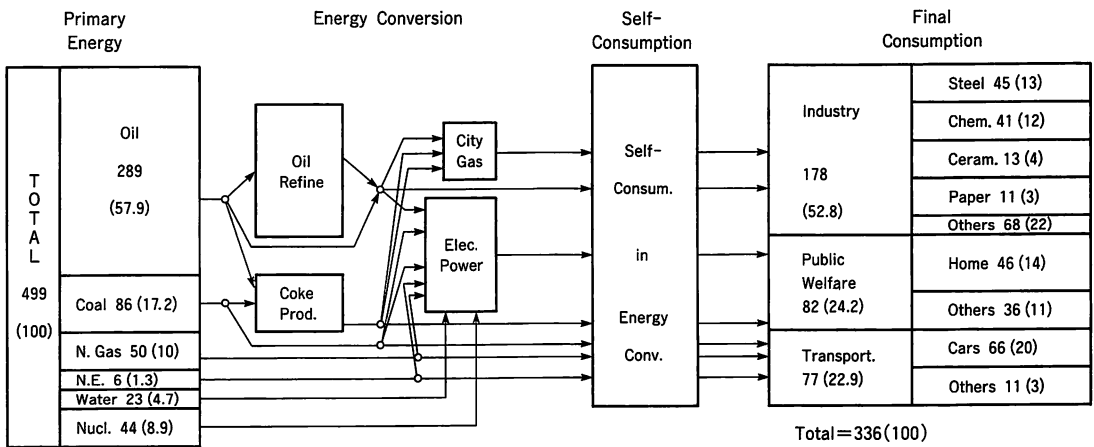 Primary
Energy
Energy Conversion
Self-
Consumption
Final
Consumption
TOTAL
499
(100)
Oil
289
(57.9)
Coal 86 (17.2)
N. Gas 50 (10)
N.E. 6 (1.3)
Water 23 (4.7)
Nucl. 44 (8.9)
Oil
Refine
Coke
Prod.
City
Gas
Elec.
Power
Self-
Consum.
in
Energy
Conv.
Industry
178
(52.8)
Steel 45 (13)
Chem. 41 (12)
Ceram. 13 (4)
Paper 11 (3)
Others 68 (22)
Public
Welfare
82 (24.2)
Home 46 (14)
Others 36 (11)
Transport.
77 (22.9)
Cars 66 (20)
Others 11 (3)
Total=336(100)